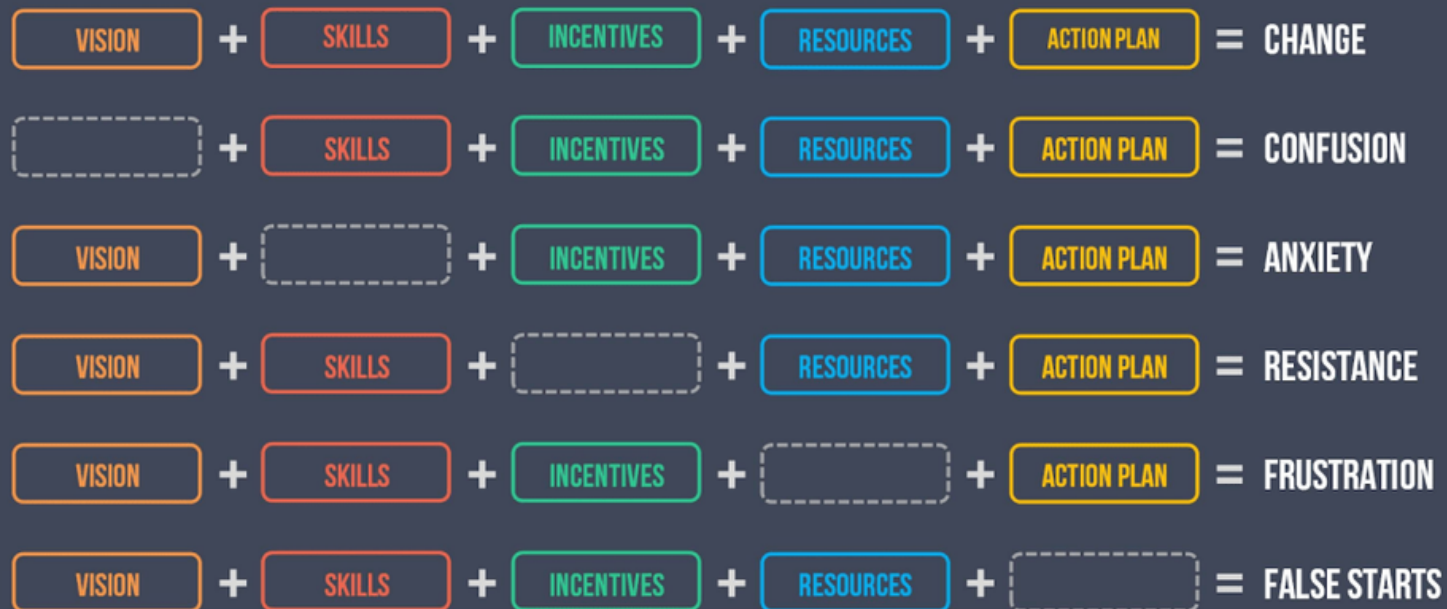 VISION + SKILLS + INCENTIVES + RESOURCES + ACTION PLAN = CHANGE
+ SKILLS + INCENTIVES + RESOURCES + ACTION PLAN = CONFUSION
VISION + + INCENTIVES + RESOURCES + ACTION PLAN = ANXIETY
VISION + SKILLS + + RESOURCES + ACTION PLAN = RESISTANCE
VISION + SKILLS + INCENTIVES + + ACTION PLAN = FRUSTRATION
VISION + SKILLS + INCENTIVES + RESOURCES + = FALSE STARTS